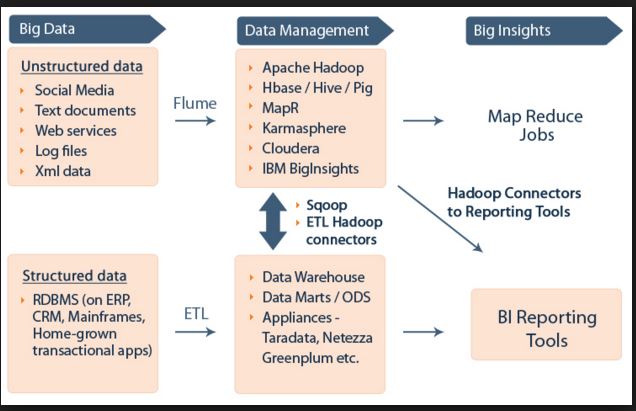 Big Data
Data Management
Big Insights
Unstructured data
Social Media
Text documents
Web services
Log files
Xml data
Flume
Apache Hadoop
Hbase / Hive / Pig
MapR
Karmasphere
Cloudera
IBM BigInsights
Map Reduce
Jobs
Sqoop
ETL Hadoop
connectors
Hadoop Connectors
to Reporting Tools
Structured data
RDBMS (on ERP,
CRM, Mainframes,
Home-grown
transactional apps)
ETL
Data Warehouse
Data Marts / ODS
Appliances -
Taradata, Netezza
Greenplum etc.
BI Reporting
Tools